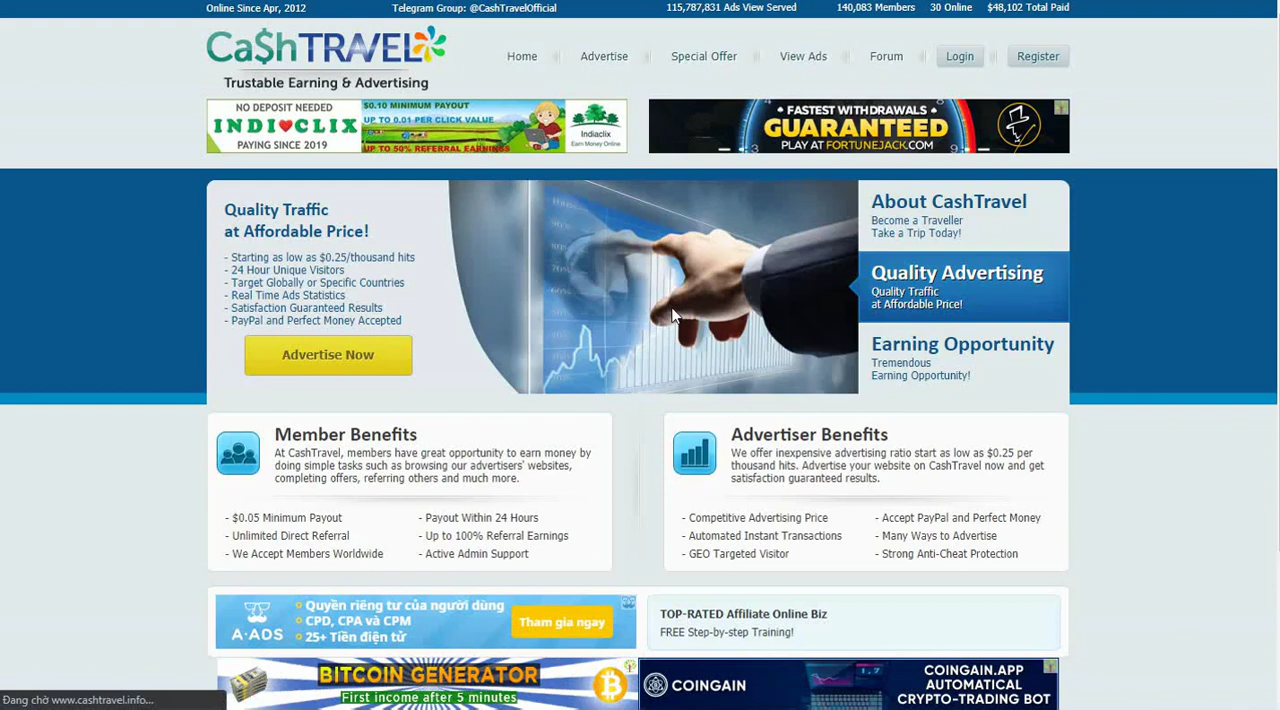 Online Since Apr, 2012
Telegram Group: @CashTravelOfficial
115,787,831 Ads View Served
140,083 Members
30 Online
$48,102 Total Paid
Ca$hTRAVEL
Trustable Earning & Advertising
Home
Advertise
Special Offer
View Ads
Forum
Login
Register
NO DEPOSIT NEEDED
INDI❤CLIX
PAYING SINCE 2019
$0.10 MINIMUM PAYOUT
UP TO 0.01 PER CLICK VALUE
UP TO 50% REFERRAL EARNINGS
Indiaclix
Earn Money Online
FASTEST WITHDRAWALS
GUARANTEED
PLAY AT FORTUNEJACK.COM
Quality Traffic
at Affordable Price!
- Starting as low as $0.25/thousand hits
- 24 Hour Unique Visitors
- Target Globally or Specific Countries
- Real Time Ads Statistics
- Satisfaction Guaranteed Results
- PayPal and Perfect Money Accepted
Advertise Now
About CashTravel
Become a Traveller
Take a Trip Today!
Quality Advertising
Quality Traffic
at Affordable Price!
Earning Opportunity
Tremendous
Earning Opportunity!
Member Benefits
At CashTravel, members have great opportunity to earn money by
doing simple tasks such as browsing our advertisers' websites,
completing offers, referring others and much more.
- $0.05 Minimum Payout
- Payout Within 24 Hours
- Unlimited Direct Referral
- Up to 100% Referral Earnings
- We Accept Members Worldwide
- Active Admin Support
Advertiser Benefits
We offer inexpensive advertising ratio start as low as $0.25 per
thousand hits. Advertise your website on CashTravel now and get
satisfaction guaranteed results.
- Competitive Advertising Price
- Accept PayPal and Perfect Money
- Automated Instant Transactions
- Many Ways to Advertise
- GEO Targeted Visitor
- Strong Anti-Cheat Protection
A-ADS
Quyền riêng tư của người dùng
CPD, CPA và CPM
25+ Tiền điện tử
Tham gia ngay
TOP-RATED Affiliate Online Biz
FREE Step-by-step Training!
BITCOIN GENERATOR
First income after 5 minutes
COINGAIN
COINGAIN.APP
AUTOMATICAL
CRYPTO-TRADING BOT
Đang chờ www.cashtravel.info...